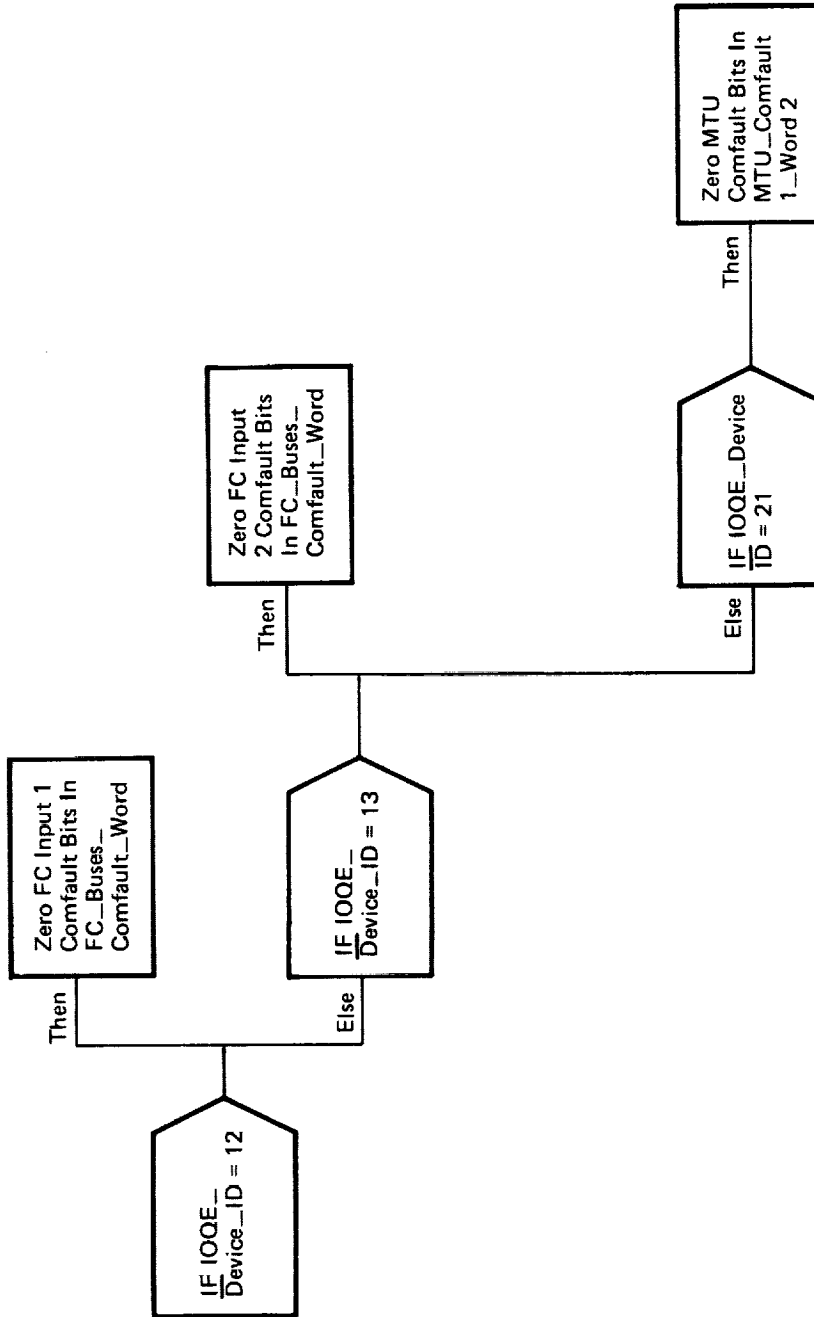 IF IOQE_
Device_ID = 12
Then
Zero FC Input 1
Comfault Bits In
FC_Buses_
Comfault_Word
Else
IF IOQE_
Device_ID = 13
Then
Zero FC Input
2 Comfault Bits
In FC_Buses_
Comfault_Word
Else
IF IOQE_Device
ID = 21
Then
Zero MTU
Comfault Bits In
MTU_Comfault
1_Word 2